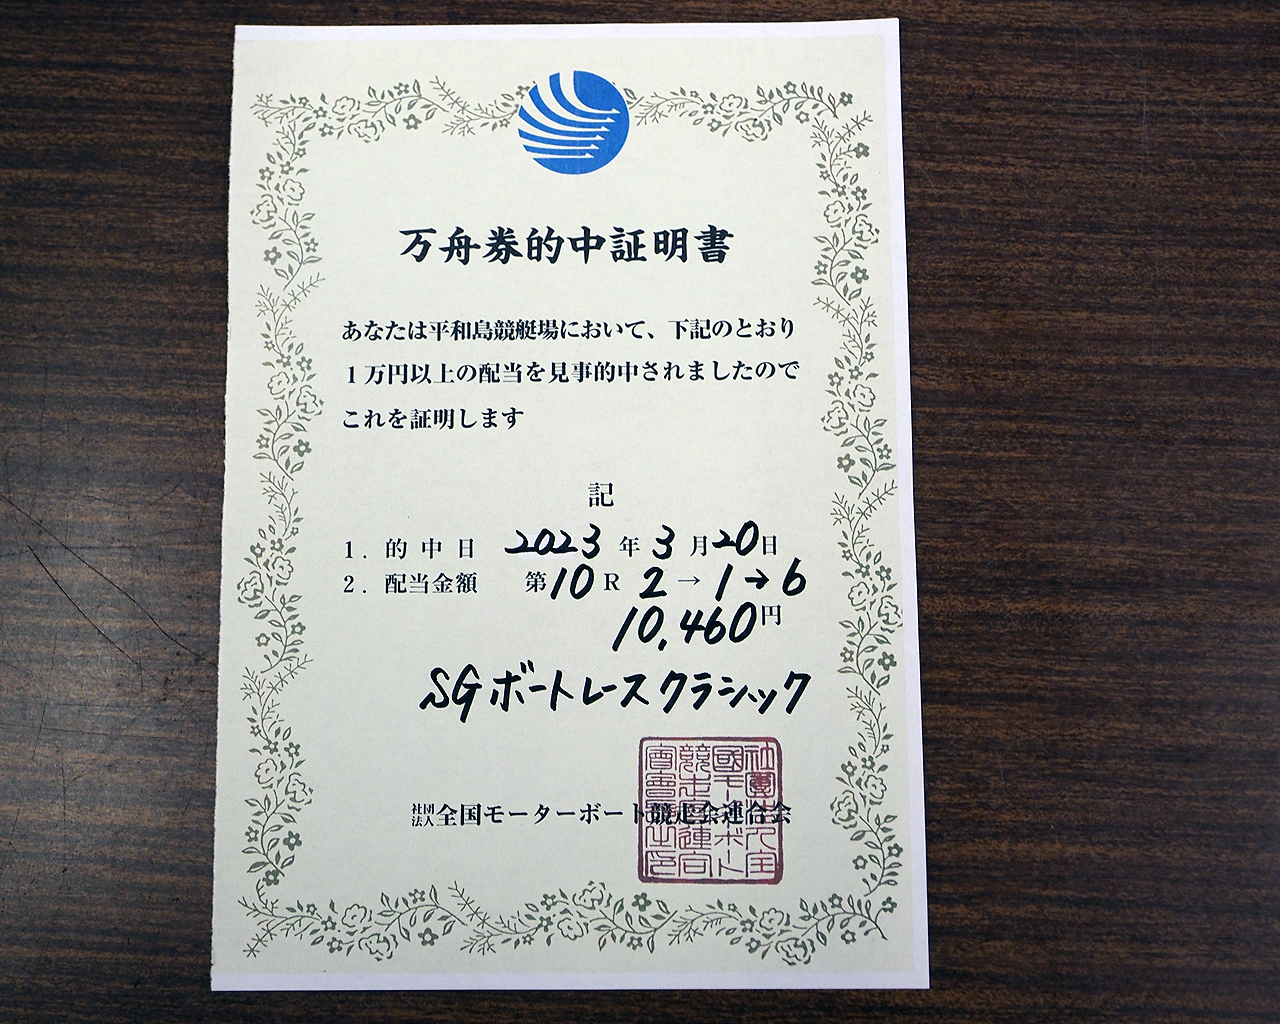 万舟券的中証明書
あなたは平和島競艇場において、下記のとおり
1万円以上の配当を見事的中されましたので
これを証明します
記
1. 的中日 2023年3月20日
2. 配当金額 第10R 2→1→6
10,460円
SGボートレースクラシック
社団法人全国モーターボート競走会連合会